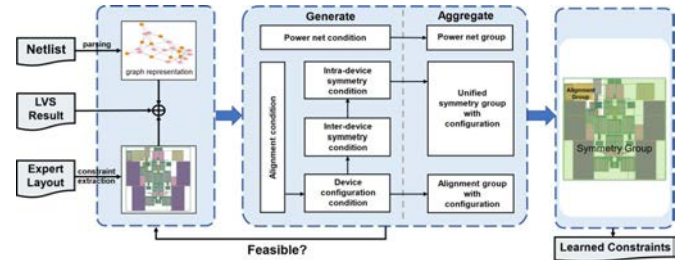 Netlist
parsing
graph representation
LVS
Result
Expert
Layout
constraint
extraction
Generate
Aggregate
Power net condition
Power net group
Alignment condition
Intra-device
symmetry
condition
Inter-device
symmetry
condition
Device
configuration
condition
Unified
symmetry group
with
configuration
Alignment group
with
configuration
Feasible?
Alignment
Group
Symmetry Group
Learned Constraints